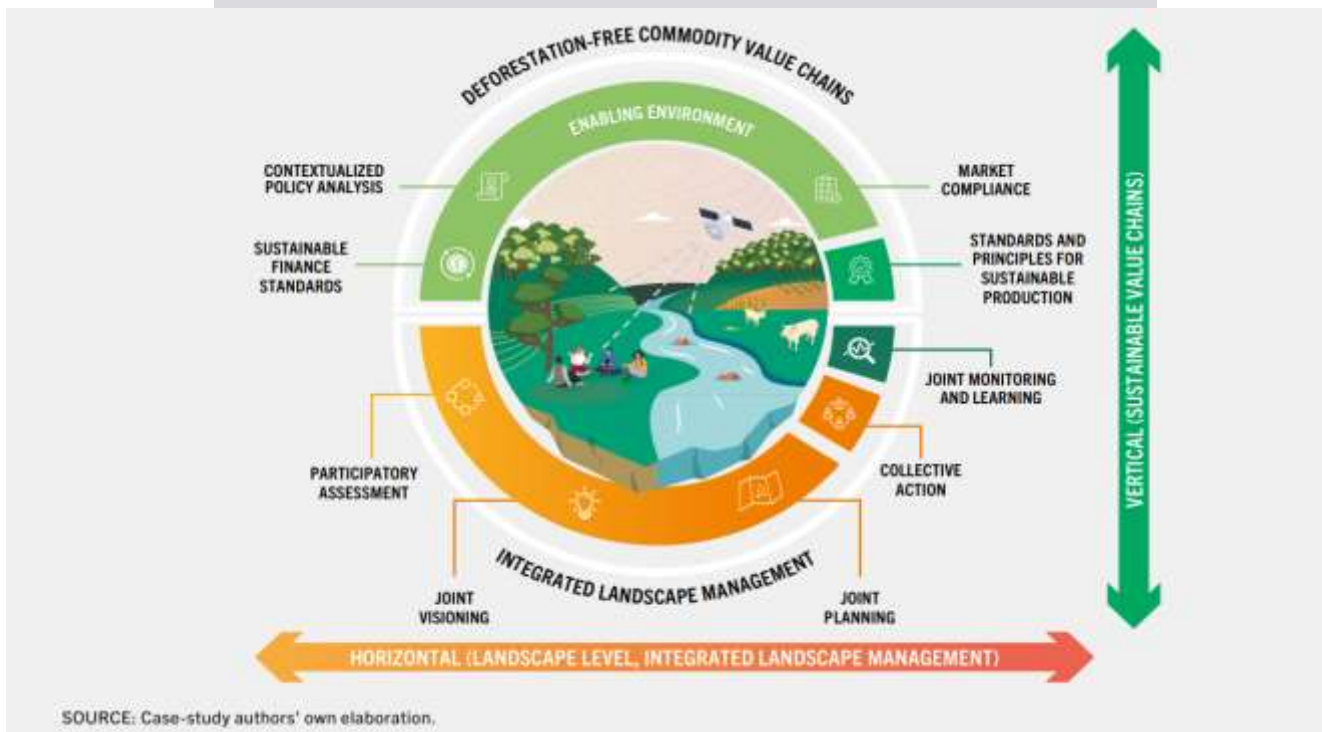 DEFORESTATION-FREE COMMODITY VALUE CHAINS
ENABLING ENVIRONMENT
CONTEXTUALIZED
POLICY ANALYSIS
SUSTAINABLE
FINANCE
STANDARDS
MARKET
COMPLIANCE
STANDARDS AND
PRINCIPLES FOR
SUSTAINABLE
PRODUCTION
JOINT MONITORING
AND LEARNING
COLLECTIVE
ACTION
PARTICIPATORY
ASSESSMENT
JOINT
VISIONING
JOINT
PLANNING
INTEGRATED LANDSCAPE MANAGEMENT
VERTICAL (SUSTAINABLE VALUE CHAINS)
HORIZONTAL (LANDSCAPE LEVEL, INTEGRATED LANDSCAPE MANAGEMENT)
SOURCE: Case-study authors' own elaboration.